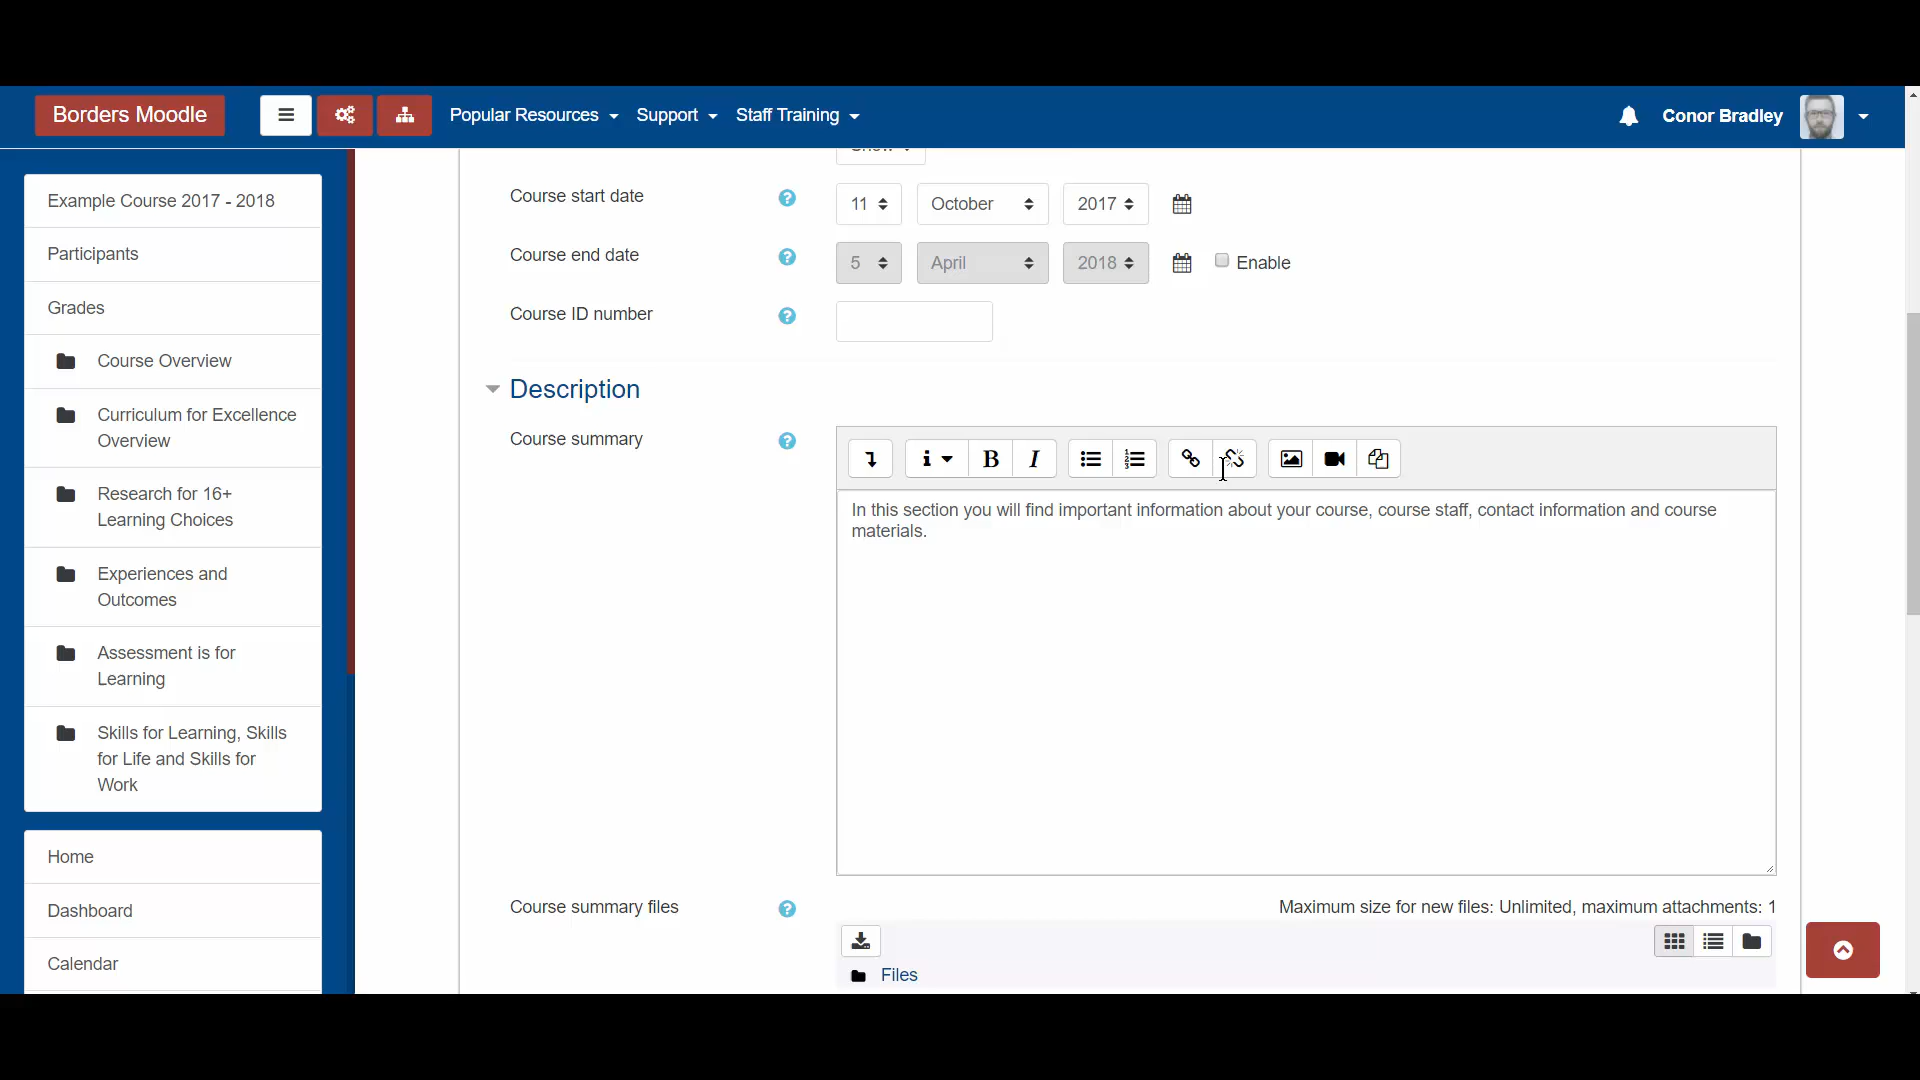 Borders Moodle
Popular Resources
Support
Staff Training
Conor Bradley
Example Course 2017 - 2018
Participants
Grades
Course Overview
Curriculum for Excellence
Overview
Research for 16+
Learning Choices
Experiences and
Outcomes
Assessment is for
Learning
Skills for Learning, Skills
for Life and Skills for
Work
Home
Dashboard
Calendar
Course start date
11
October
2017
Course end date
5
April
2018
Enable
Course ID number
Description
Course summary
B
I
In this section you will find important information about your course, course staff, contact information and course
materials.
Course summary files
Maximum size for new files: Unlimited, maximum attachments: 1
Files